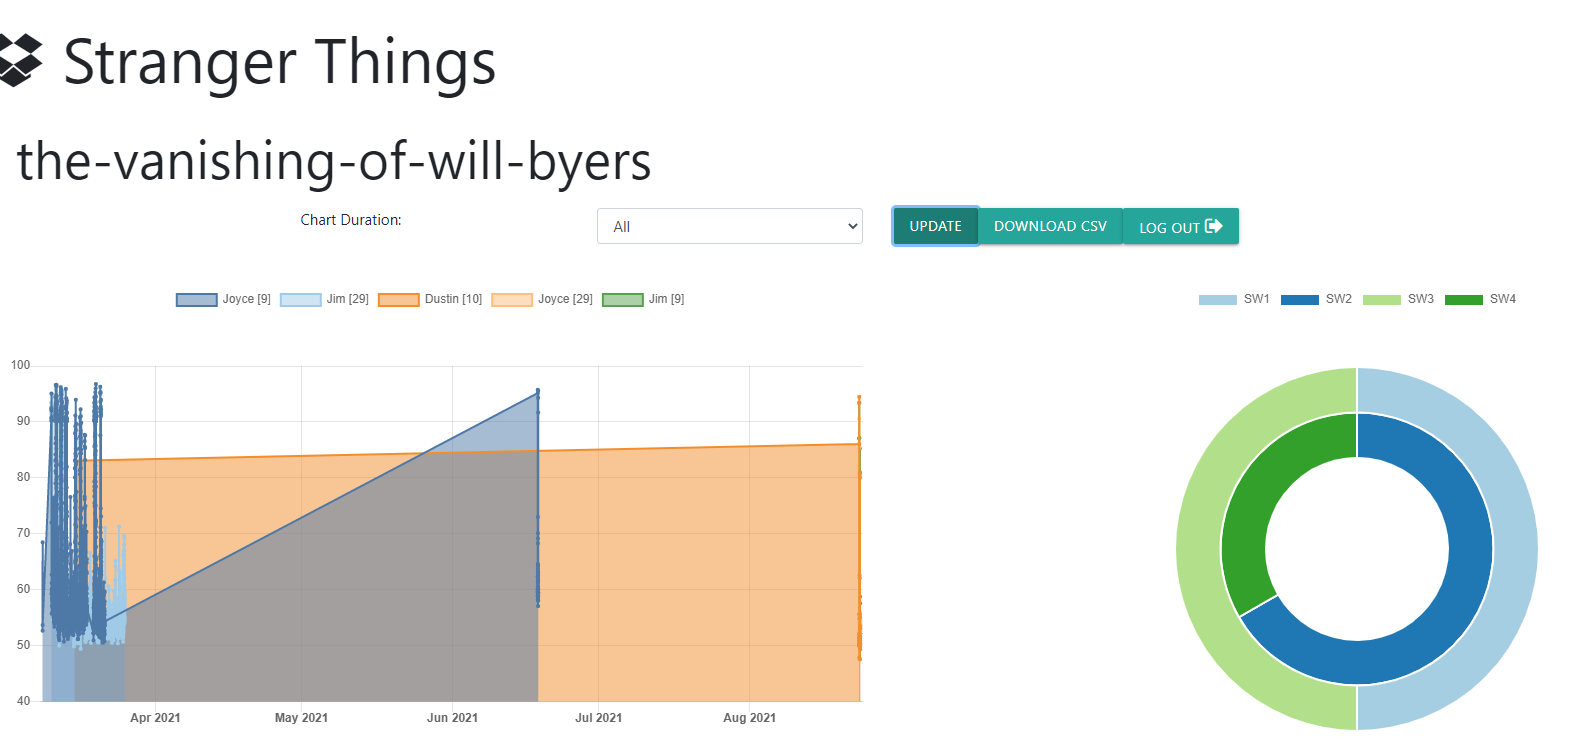 Stranger Things
the-vanishing-of-will-byers
Chart Duration:
All
UPDATE
DOWNLOAD CSV
LOG OUT
Joyce [9]
Jim [29]
Dustin [10]
Joyce [29]
Jim [9]
SW1
SW2
SW3
SW4
100
90
80
70
60
50
40
Apr 2021
May 2021
Jun 2021
Jul 2021
Aug 2021